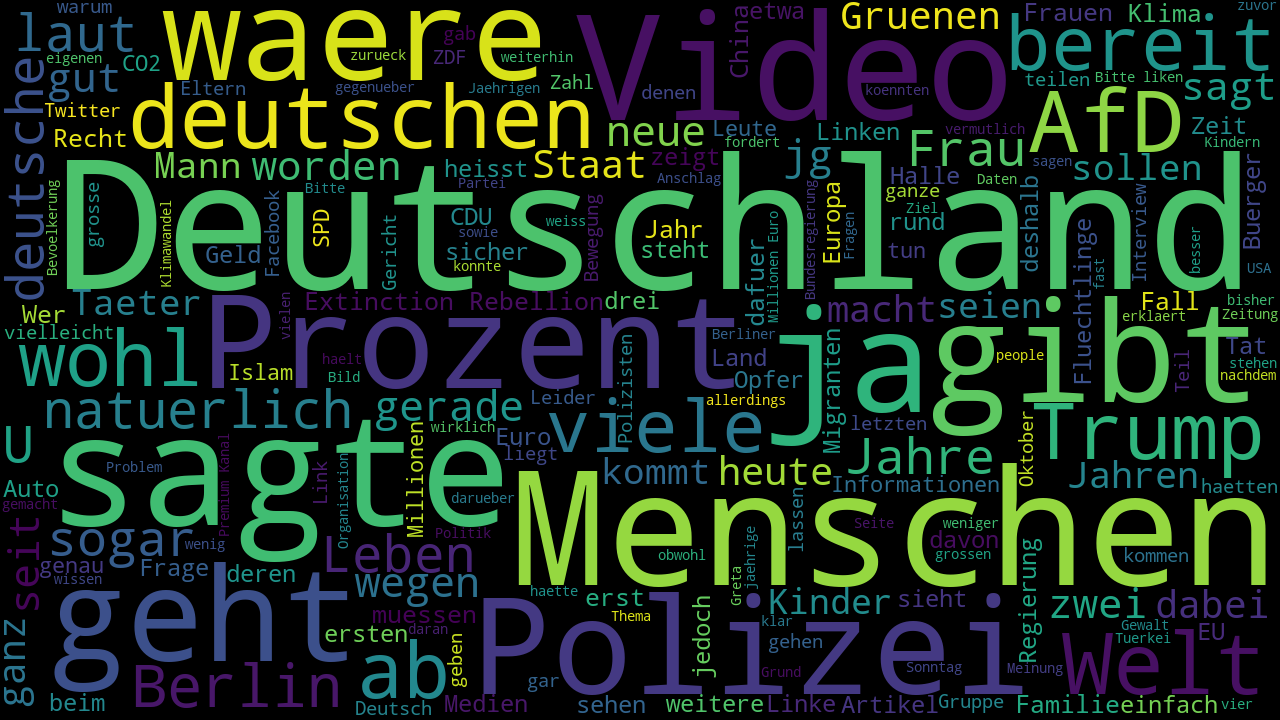 warum
laut
waere
gab
ZDF
zurueck
weiterhin
Video
China
etwa
Gruenen
Frauen
Klima
zuvor
bereit
eigenen
CO2
gut
Eltern
gegenueber
Jaehrigen
Zahl
denen
koennten
teilen
Bitte liken
sagt
deutsche
Twitter
Recht
deutschen
neue
Leute
fordert
Linken
vermutlich
AfD
Zeit
Kindern
Mann
worden
heisst
Partei
Staat
zeigt
Anschlag
jg
Frau
sagen
sollen
Bevoelkerung
grosse
Klimawandel
Deutschland
Bitte
SPD
Facebook
Geld
Gericht
CDU
sowie
sicher
konnte
weiss
Bewegung
Jahr
steht
Millionen Euro
dafuer
Bundesregierung
Europa
Fragen
Halle
ganze
Daten
Ziel
rund
tun
deshalb
Fluechtlinge
fast
Interview
besser
Buerger
USA
Taeter
Wer
vielleicht
Extinction Rebellion
drei
vielen
Prozent
Berliner
Land
macht
seien
Fall
erklaert
bisher
Zeitung
wohl
Islam
haelt
Bild
Leider
Polizisten
Opfer
allerdings
Migranten
ja
gibt
people
Teil
Tat
stehen
nachdem
natuerlich
gerade
wirklich
Euro
liegt
viele
letzten
Trump
U
Problem
sagte
Premium Kanal
Link
Organisation
Millionen
darueber
kommt
heute
Jahre
Informationen
Oktober
Jahren
haetten
Auto
gemacht
seit
sogar
wenig
Politik
Menschen
lassen
Seite
weniger
davon
grossen
kommen
genau
wissen
Frage
deren
Leben
wegen
obwohl
Greta
jaehrige
Regierung
ganz
geht
muessen
daran
ersten
haette
erst
Thema
Kinder
sieht
klar
gehen
zwei
dabei
Gewalt
Tuerkei
EU
Polizei
jedoch
Grund
Sonntag
Meinung
Welt
beim
Berlin
ab
geben
Deutsch
Medien
gar
sehen
weitere
Linke
Artikel
Gruppe
Familie
einfach
vier